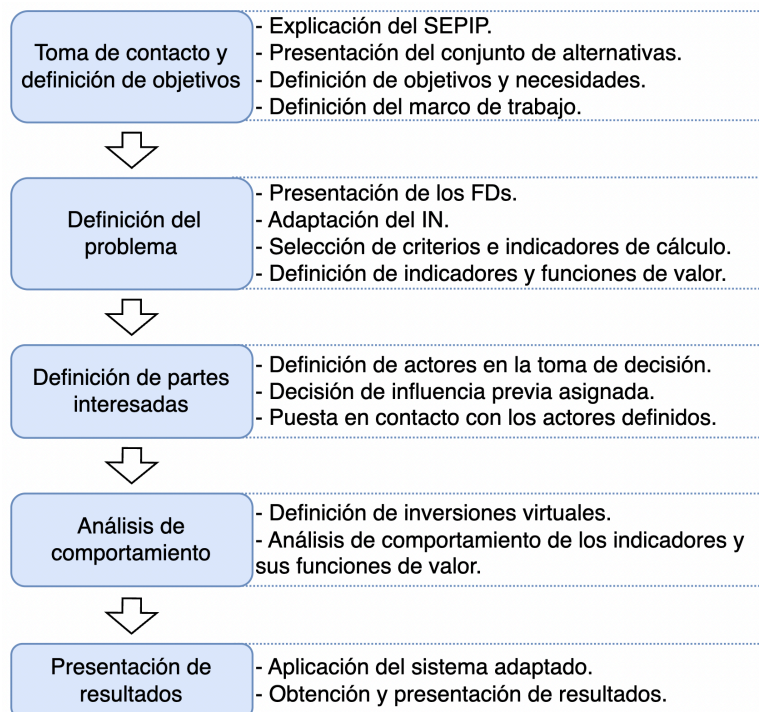 Toma de contacto y
definición de objetivos
- Explicación del SEPIP.
- Presentación del conjunto de alternativas.
- Definición de objetivos y necesidades.
- Definición del marco de trabajo.
Definición del
problema
- Presentación de los FDs.
- Adaptación del IN.
- Selección de criterios e indicadores de cálculo.
- Definición de indicadores y funciones de valor.
Definición de partes
interesadas
- Definición de actores en la toma de decisión.
- Decisión de influencia previa asignada.
- Puesta en contacto con los actores definidos.
Análisis de
comportamiento
- Definición de inversiones virtuales.
- Análisis de comportamiento de los indicadores y
sus funciones de valor.
Presentación de
resultados
- Aplicación del sistema adaptado.
- Obtención y presentación de resultados.